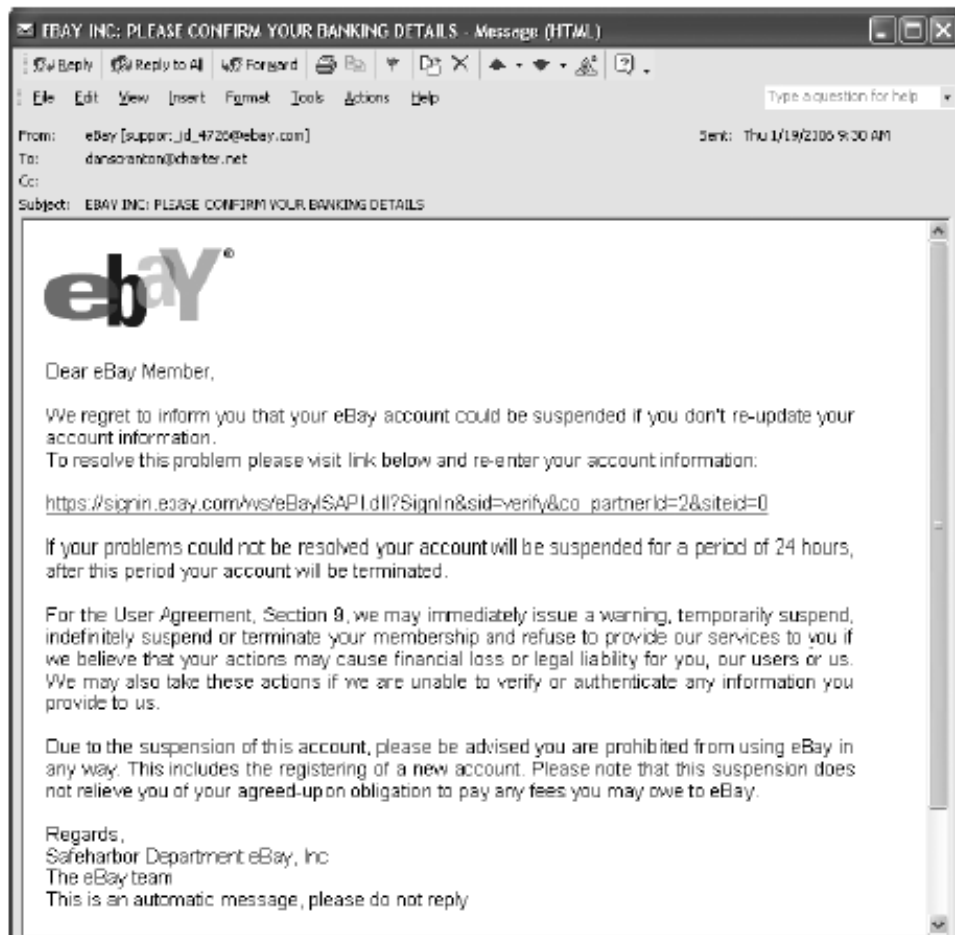 EBAY INC: PLEASE CONFIRM YOUR BANKING DETAILS - Message (HTML)
Reply Reply to All Forward
File Edit View Insert Format Tools Actions Help Type a question for help
From: eBay [support_id_4726@ebay.com] Sent: Thu 1/19/2006 9:30 AM
To: danscranton@charter.net
Cc:
Subject: EBAY INC: PLEASE CONFIRM YOUR BANKING DETAILS
ebaY®
Dear eBay Member,
We regret to inform you that your eBay account could be suspended if you don't re-update your
account information.
To resolve this problem please visit link below and re-enter your account information:
https://signin.ebay.com/ws/eBayISAPI.dll?SignIn&sid=verify&co_partnerId=2&siteid=0
If your problems could not be resolved your account will be suspended for a period of 24 hours,
after this period your account will be terminated.
For the User Agreement, Section 9, we may immediately issue a warning, temporarily suspend,
indefinitely suspend or terminate your membership and refuse to provide our services to you if
we believe that your actions may cause financial loss or legal liability for you, our users or us.
We may also take these actions if we are unable to verify or authenticate any information you
provide to us.
Due to the suspension of this account, please be advised you are prohibited from using eBay in
any way. This includes the registering of a new account. Please note that this suspension does
not relieve you of your agreed-upon obligation to pay any fees you may owe to eBay.
Regards,
Safeharbor Department eBay, Inc
The eBay team
This is an automatic message, please do not reply